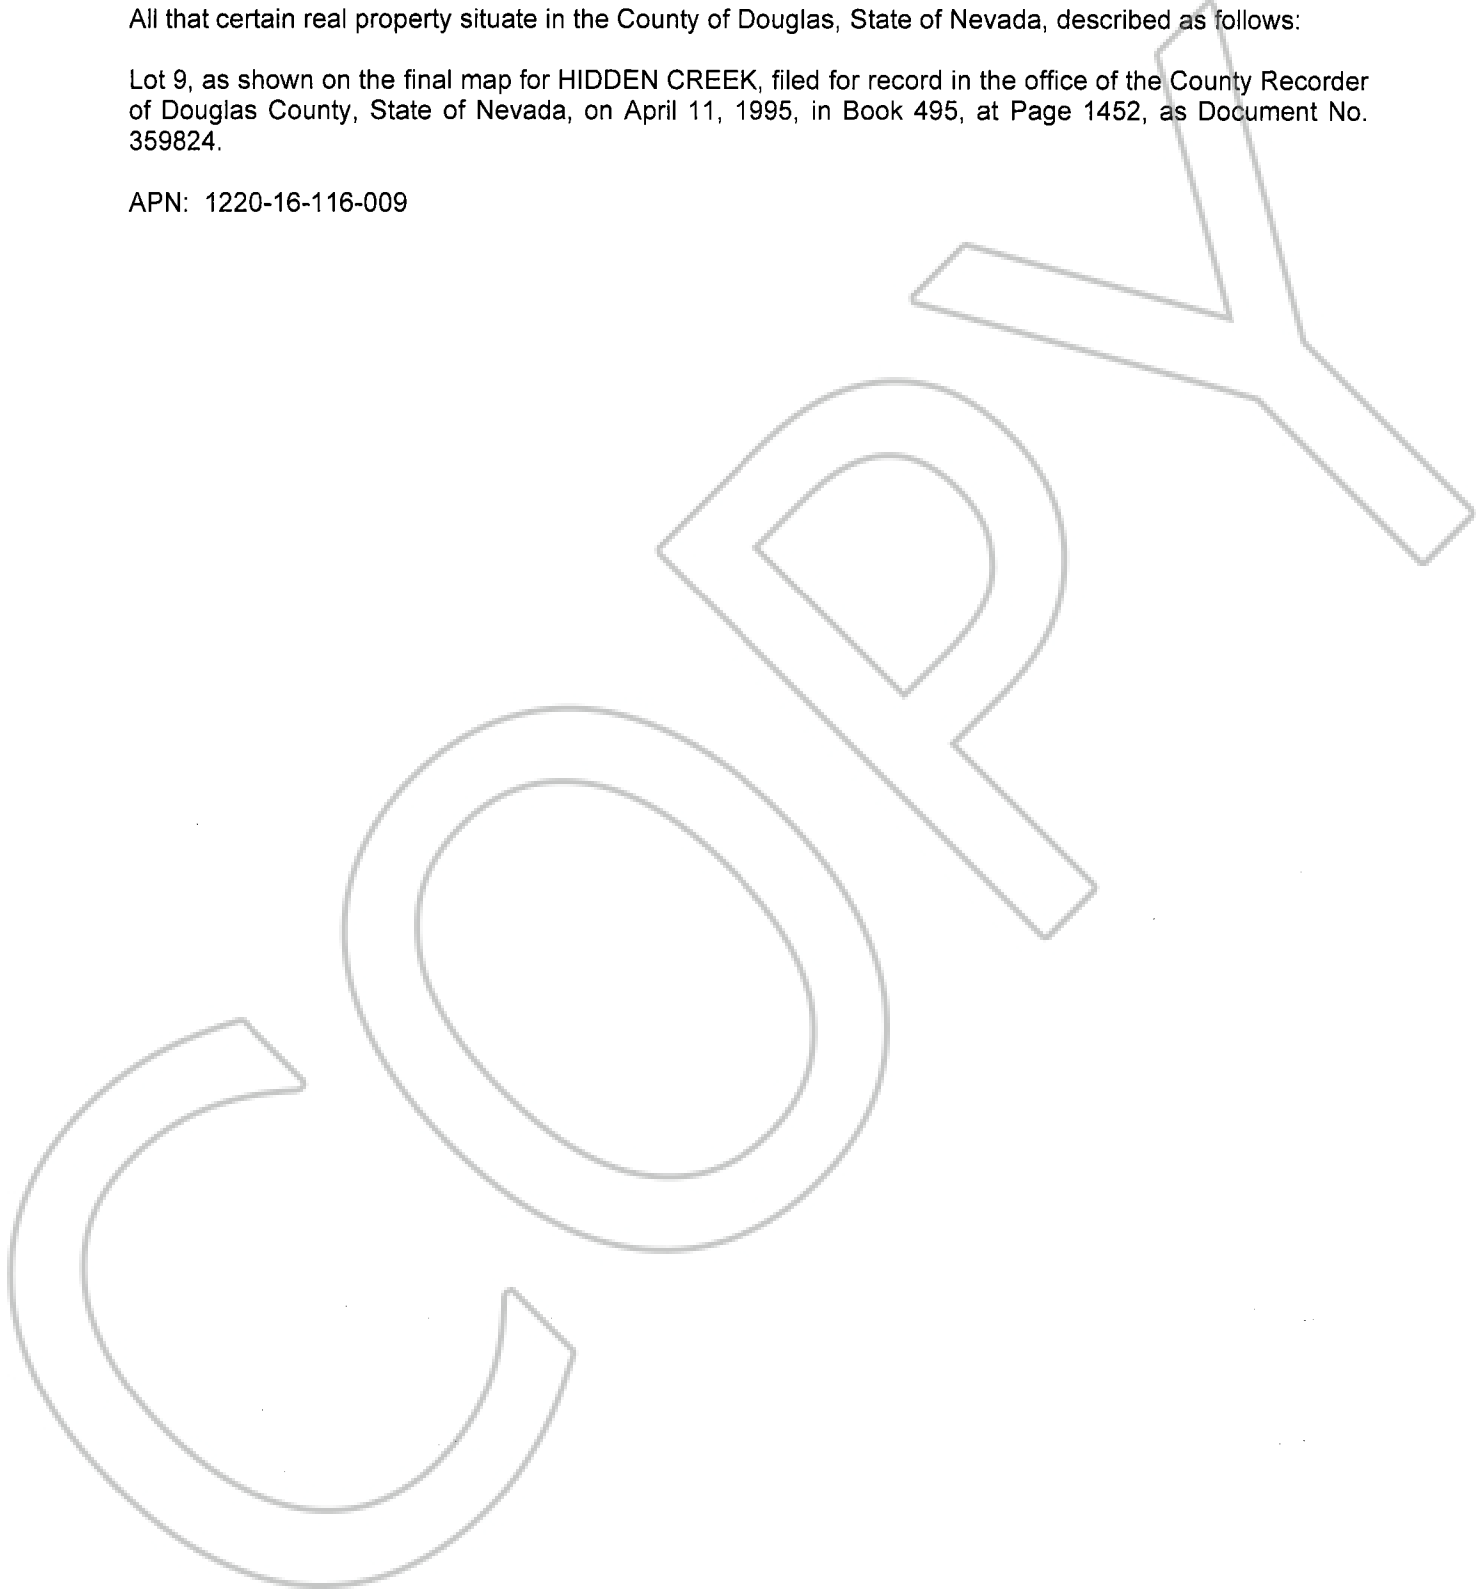 All that certain real property situate in the County of Douglas, State of Nevada, described as follows:
Lot 9, as shown on the final map for HIDDEN CREEK, filed for record in the office of the County Recorder
of Douglas County, State of Nevada, on April 11, 1995, in Book 495, at Page 1452, as Document No.
359824.
APN:  1220-16-116-009
COPY